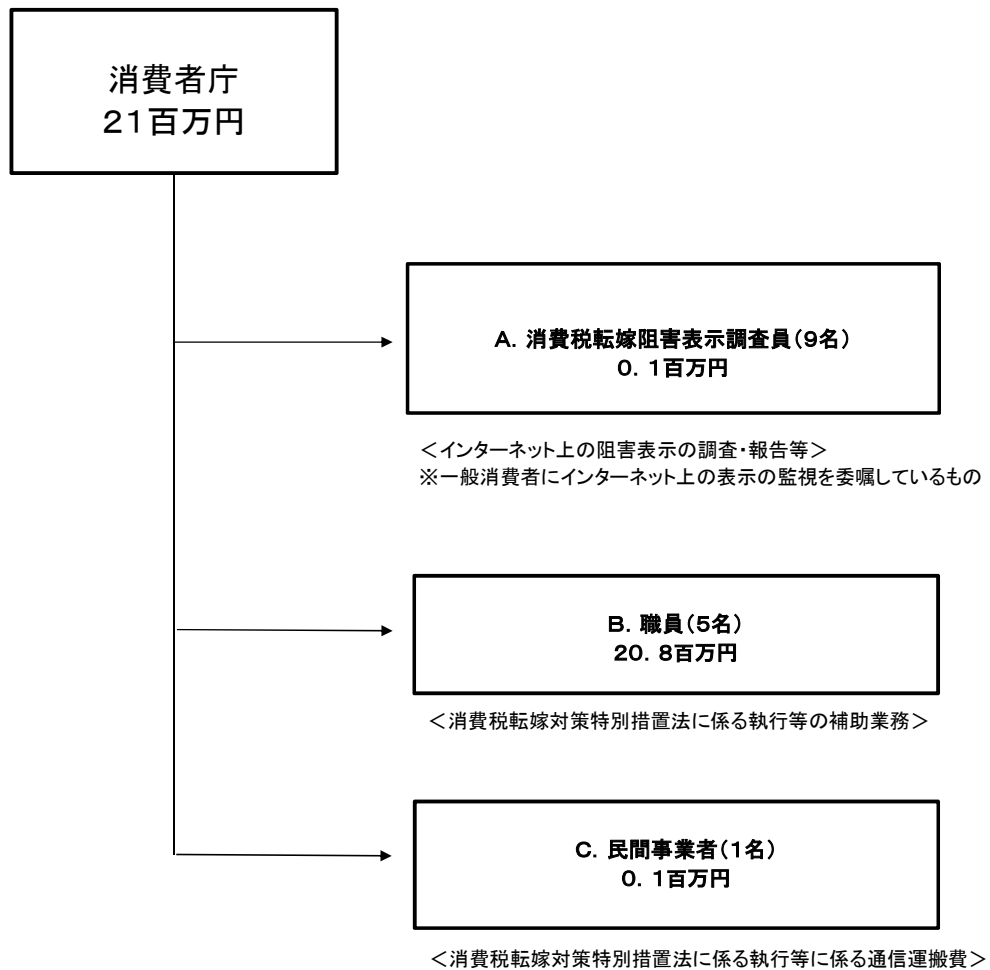 消費者庁
21百万円
A. 消費税転嫁阻害表示調査員(9名)
0. 1百万円
＜インターネット上の阻害表示の調査・報告等＞
※一般消費者にインターネット上の表示の監視を委嘱しているもの
B. 職員(5名)
20. 8百万円
＜消費税転嫁対策特別措置法に係る執行等の補助業務＞
C. 民間事業者(1名)
0. 1百万円
＜消費税転嫁対策特別措置法に係る執行等に係る通信運搬費＞